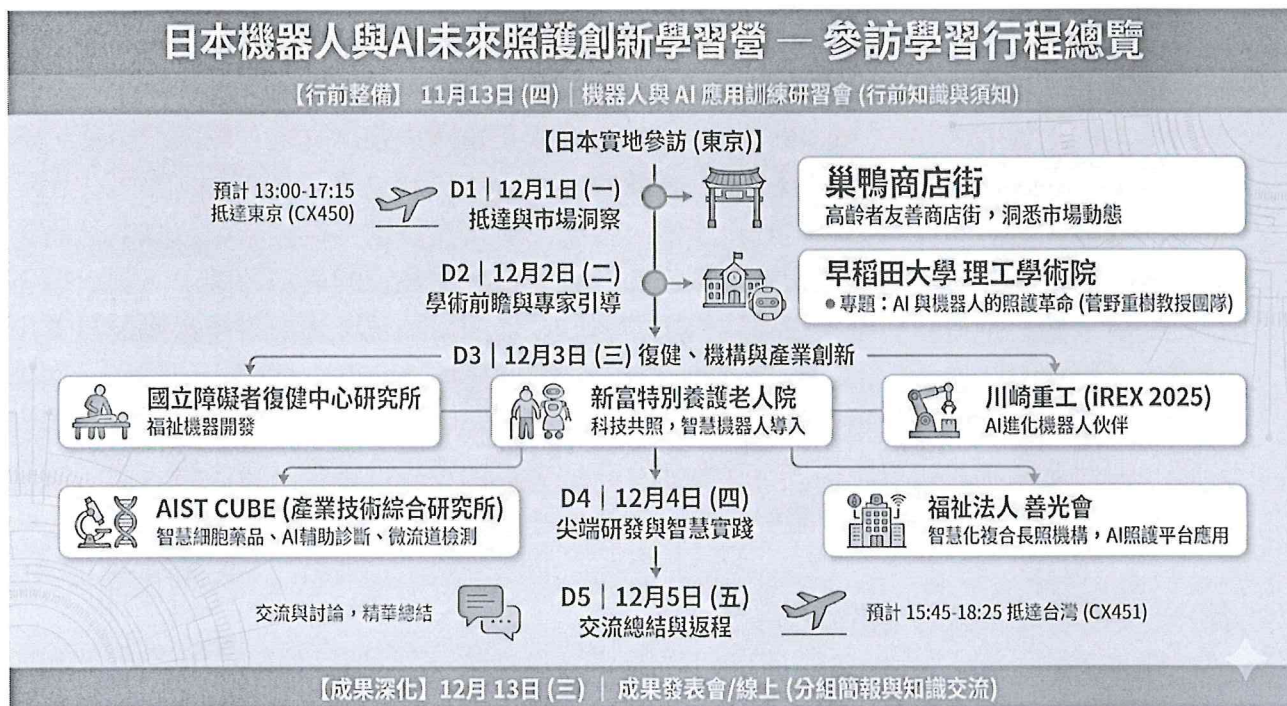 日本機器人與AI未來照護創新學習營 — 參訪學習行程總覽
【行前整備】 11月13日 (四)｜機器人與 AI 應用訓練研習會 (行前知識與須知)
【日本實地參訪 (東京)】
預計 13:00-17:15
抵達東京 (CX450)
D1｜12月1日 (一)
抵達與市場洞察
巢鴨商店街
高齡者友善商店街，洞悉市場動態
D2｜12月2日 (二)
學術前瞻與專家引導
早稻田大學 理工學術院
● 專題：AI 與機器人的照護革命 (菅野重樹教授團隊)
D3｜12月3日 (三) 復健、機構與產業創新
國立障礙者復健中心研究所
福祉機器開發
新富特別養護老人院
科技共照，智慧機器人導入
川崎重工 (iREX 2025)
AI進化機器人伙伴
AIST CUBE (產業技術綜合研究所)
智慧細胞藥品、AI輔助診斷、微流道檢測
D4｜12月4日 (四)
尖端研發與智慧實踐
福祉法人 善光會
智慧化複合長照機構，AI照護平台應用
交流與討論，精華總結
D5｜12月5日 (五)
交流總結與返程
預計 15:45-18:25 抵達台灣 (CX451)
【成果深化】12月 13日 (三) ｜ 成果發表會/線上 (分組簡報與知識交流)